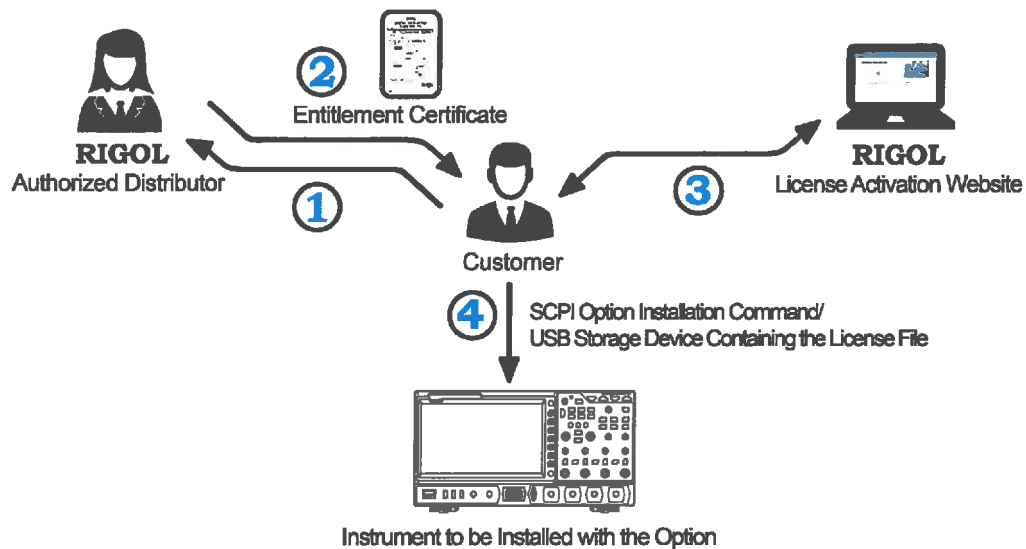 2
Entitlement Certificate
RIGOL
Authorized Distributor
1
3
RIGOL
License Activation Website
Customer
4
SCPI Option Installation Command/
USB Storage Device Containing the License File
Instrument to be Installed with the Option